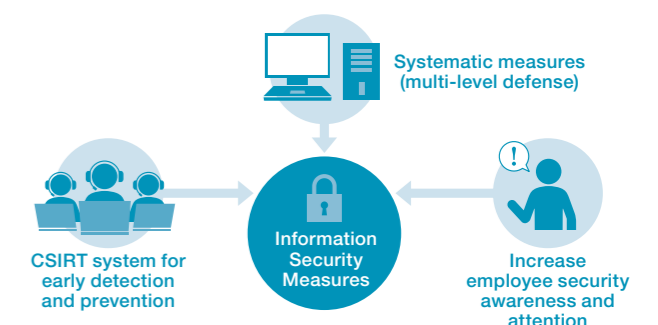 Systematic measures
(multi-level defense)
!
Information
Security
Measures
CSIRT system for
early detection
and prevention
Increase
employee security
awareness and
attention